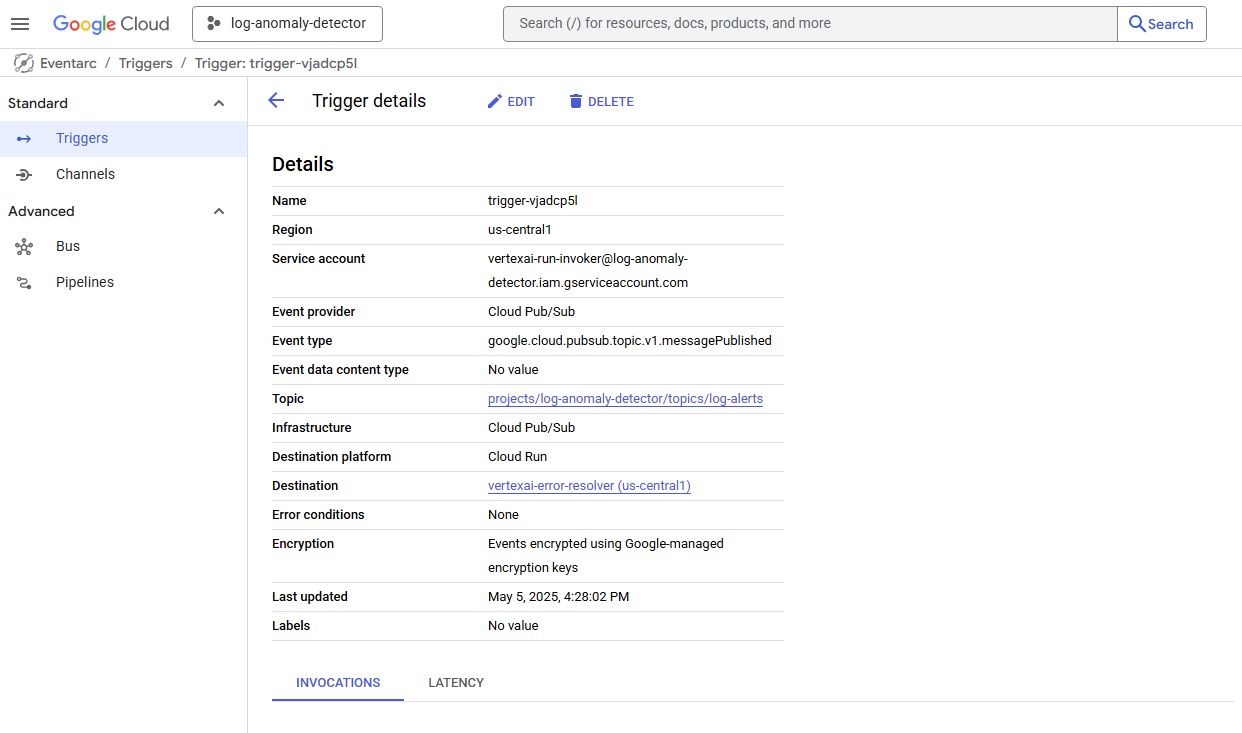 Google Cloud
log-anomaly-detector
Search (/) for resources, docs, products, and more
Search
Eventarc / Triggers / Trigger: trigger-vjadcp5l
Standard
Triggers
Channels
Advanced
Bus
Pipelines
Trigger details
EDIT
DELETE
Details
Name trigger-vjadcp5l
Region us-central1
Service account vertexai-run-invoker@log-anomaly-
detector.iam.gserviceaccount.com
Event provider Cloud Pub/Sub
Event type google.cloud.pubsub.topic.v1.messagePublished
Event data content type No value
Topic projects/log-anomaly-detector/topics/log-alerts
Infrastructure Cloud Pub/Sub
Destination platform Cloud Run
Destination vertexai-error-resolver (us-central1)
Error conditions None
Encryption Events encrypted using Google-managed
encryption keys
Last updated May 5, 2025, 4:28:02 PM
Labels No value
INVOCATIONS LATENCY